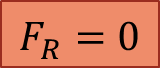 F_R = 0